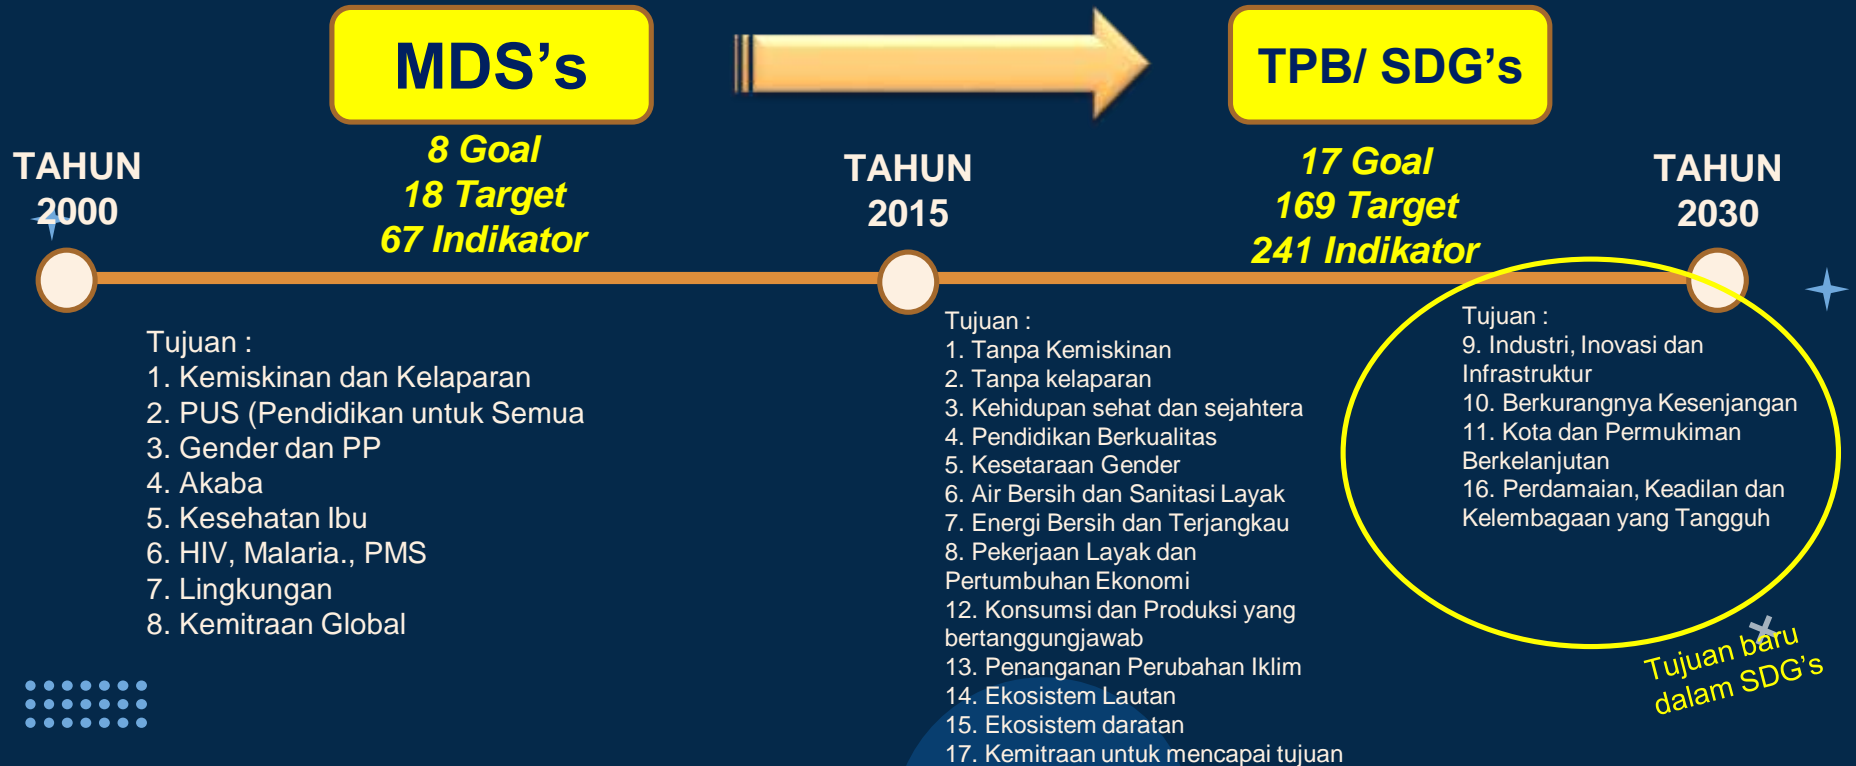 MDS's
TPB/ SDG's
TAHUN
2000
8 Goal
18 Target
67 Indikator
TAHUN
2015
17 Goal
169 Target
241 Indikator
TAHUN
2030
Tujuan :
1. Kemiskinan dan Kelaparan
2. PUS (Pendidikan untuk Semua
3. Gender dan PP
4. Akaba
5. Kesehatan Ibu
6. HIV, Malaria., PMS
7. Lingkungan
8. Kemitraan Global
Tujuan :
1. Tanpa Kemiskinan
2. Tanpa kelaparan
3. Kehidupan sehat dan sejahtera
4. Pendidikan Berkualitas
5. Kesetaraan Gender
6. Air Bersih dan Sanitasi Layak
7. Energi Bersih dan Terjangkau
8. Pekerjaan Layak dan
Pertumbuhan Ekonomi
12. Konsumsi dan Produksi yang
bertanggungjawab
13. Penanganan Perubahan Iklim
14. Ekosistem Lautan
15. Ekosistem daratan
17. Kemitraan untuk mencapai tujuan
Tujuan :
9. Industri, Inovasi dan
Infrastruktur
10. Berkurangnya Kesenjangan
11. Kota dan Permukiman
Berkelanjutan
16. Perdamaian, Keadilan dan
Kelembagaan yang Tangguh
Tujuan baru
dalam SDG's